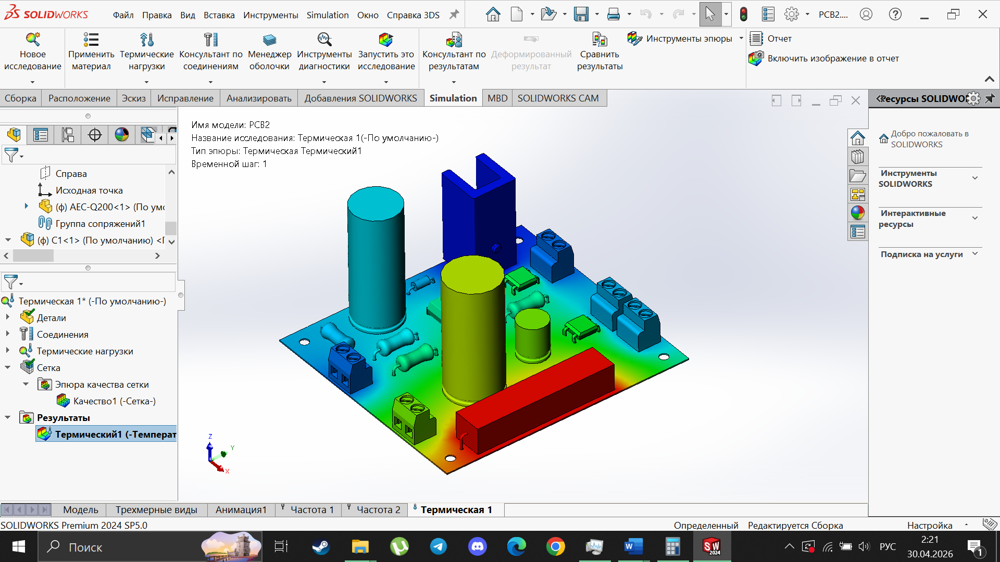 SOLIDWORKS
Файл Правка Вид Вставка Инструменты Simulation Окно Справка 3DS
PCB2....
Новое исследование
Применить материал
Термические нагрузки
Консультант по соединениям
Менеджер оболочки
Инструменты диагностики
Запустить это исследование
Консультант по результатам
Деформированный результат
Сравнить результаты
Инструменты эпюры
Отчет
Включить изображение в отчет
Сборка Расположение Эскиз Исправление Анализировать Добавления SOLIDWORKS Simulation MBD SOLIDWORKS CAM
есурсы SOLIDWO
Имя модели: PCB2
Название исследования: Термическая 1(-По умолчанию-)
Тип эпюры: Термическая Термический1
Временной шаг: 1
Справа
Исходная точка
(ф) AEC-Q200<1> (По умо
Группа сопряжений1
(ф) C1<1> (По умолчанию) <П
Термическая 1* (-По умолчанию-)
Детали
Соединения
Термические нагрузки
Сетка
Эпюра качества сетки
Качество1 (-Сетка-)
Результаты
Термический1 (-Температ
Z
Y
X
Добро пожаловать в
SOLIDWORKS
Инструменты
SOLIDWORKS
Интерактивные
ресурсы
Подписка на услуги
Модель Трехмерные виды Анимация1 Частота 1 Частота 2 Термическая 1
SOLIDWORKS Premium 2024 SP5.0
Определенный Редактируется Сборка Настройка
Поиск
W
SW
2024
РУС
2:21
30.04.2026
1